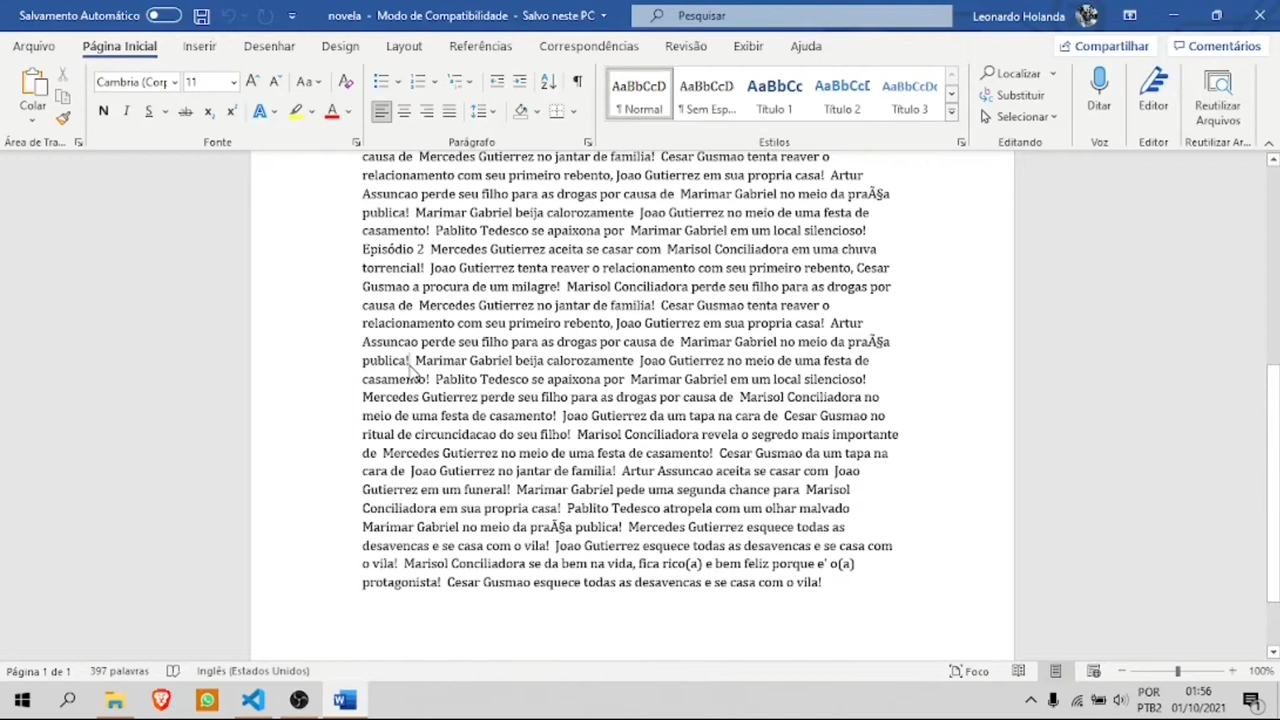 Salvamento Automático
novela - Modo de Compatibilidade - Salvo neste PC
Pesquisar
Leonardo Holanda
Arquivo Página Inicial Inserir Desenhar Design Layout Referências Correspondências Revisão Exibir Ajuda Compartilhar Comentários
Colar
Cambria (Corp 11
Aa
N I S ab x₂ x² A A
AaBbCcD AaBbCcD AaBbCc AaBbCcD AaBbCcDc
¶ Normal ¶ Sem Esp... Título 1 Título 2 Título 3
Localizar
Substituir
Selecionar
Ditar
Editor
Reutilizar Arquivos
Área de Tra... Fonte Parágrafo Estilos Editando Voz Editor Reutilizar Ar...
causa de Mercedes Gutierrez no jantar de familia! Cesar Gusmao tenta reaver o
relacionamento com seu primeiro rebento, Joao Gutierrez em sua propria casa! Artur
Assuncao perde seu filho para as drogas por causa de Marimar Gabriel no meio da praÃ§a
publica! Marimar Gabriel beija calorozamente Joao Gutierrez no meio de uma festa de
casamento! Pablito Tedesco se apaixona por Marimar Gabriel em um local silencioso!
Episódio 2 Mercedes Gutierrez aceita se casar com Marisol Conciliadora em uma chuva
torrencial! Joao Gutierrez tenta reaver o relacionamento com seu primeiro rebento, Cesar
Gusmao a procura de um milagre! Marisol Conciliadora perde seu filho para as drogas por
causa de Mercedes Gutierrez no jantar de familia! Cesar Gusmao tenta reaver o
relacionamento com seu primeiro rebento, Joao Gutierrez em sua propria casa! Artur
Assuncao perde seu filho para as drogas por causa de Marimar Gabriel no meio da praÃ§a
publica! Marimar Gabriel beija calorozamente Joao Gutierrez no meio de uma festa de
casamento! Pablito Tedesco se apaixona por Marimar Gabriel em um local silencioso!
Mercedes Gutierrez perde seu filho para as drogas por causa de Marisol Conciliadora no
meio de uma festa de casamento! Joao Gutierrez da um tapa na cara de Cesar Gusmao no
ritual de circuncidacao do seu filho! Marisol Conciliadora revela o segredo mais importante
de Mercedes Gutierrez no meio de uma festa de casamento! Cesar Gusmao da um tapa na
cara de Joao Gutierrez no jantar de familia! Artur Assuncao aceita se casar com Joao
Gutierrez em um funeral! Marimar Gabriel pede uma segunda chance para Marisol
Conciliadora em sua propria casa! Pablito Tedesco atropela com um olhar malvado
Marimar Gabriel no meio da praÃ§a publica! Mercedes Gutierrez esquece todas as
desavencas e se casa com o vila! Joao Gutierrez esquece todas as desavencas e se casa com
o vila! Marisol Conciliadora se da bem na vida, fica rico(a) e bem feliz porque e' o(a)
protagonista! Cesar Gusmao esquece todas as desavencas e se casa com o vila!
Página 1 de 1 397 palavras Inglês (Estados Unidos) Foco 100%
POR
PTB2
01:56
01/10/2021
1